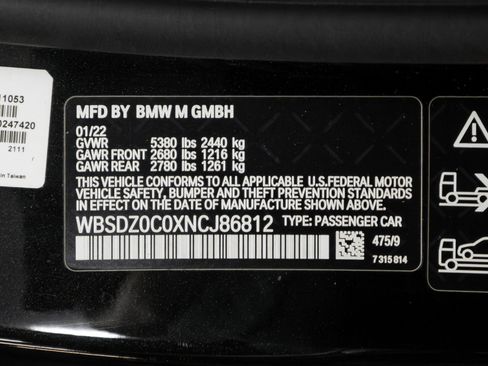 1053
0247420
2111
in Taiwan
MFD BY BMW M GMBH
01/22
GVWR 5380 lbs 2440 kg
GAWR FRONT 2680 lbs 1216 kg
GAWR REAR 2780 lbs 1261 kg
THIS VEHICLE CONFORMS TO ALL APPLICABLE U.S.FEDERAL MOTOR
VEHICLE SAFETY, BUMPER AND THEFT PREVENTION STANDARDS
IN EFFECT ON THE DATE OF MANUFACTURE SHOWN ABOVE.
WBSDZ0C0XNCJ86812 TYPE: PASSENGER CAR
475/9
7 315 814